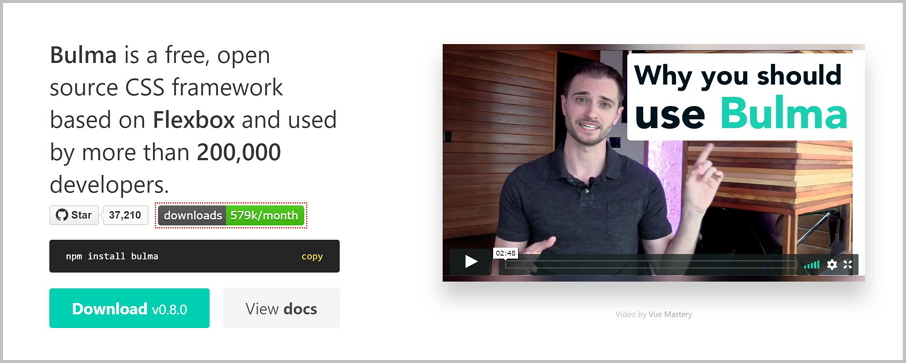 Bulma is a free, open
source CSS framework
based on Flexbox and used
by more than 200,000
developers.
Star 37,210 downloads 579k/month
npm install bulma copy
Download v0.8.0 View docs
Why you should
use Bulma
02:48
Video by Vue Mastery